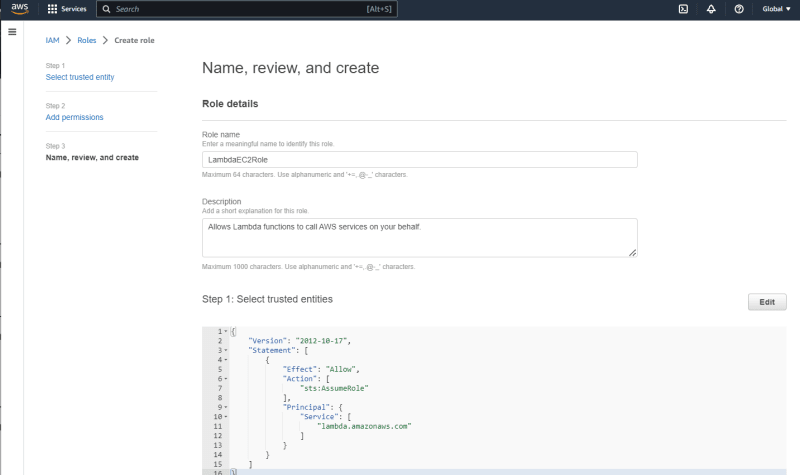 aws
Services
Search
[Alt+S]
Global
IAM > Roles > Create role
Step 1
Select trusted entity
Step 2
Add permissions
Step 3
Name, review, and create
Name, review, and create
Role details
Role name
Enter a meaningful name to identify this role.
LambdaEC2Role
Maximum 64 characters. Use alphanumeric and '+=,.@-_' characters.
Description
Add a short explanation for this role.
Allows Lambda functions to call AWS services on your behalf.
Maximum 1000 characters. Use alphanumeric and '+=,.@-_' characters.
Step 1: Select trusted entities
Edit
1 {
2 "Version": "2012-10-17",
3 "Statement": [
4 {
5 "Effect": "Allow",
6 "Action": [
7 "sts:AssumeRole"
8 ],
9 "Principal": {
10 "Service": [
11 "lambda.amazonaws.com"
12 ]
13 }
14 }
15 ]
16 }